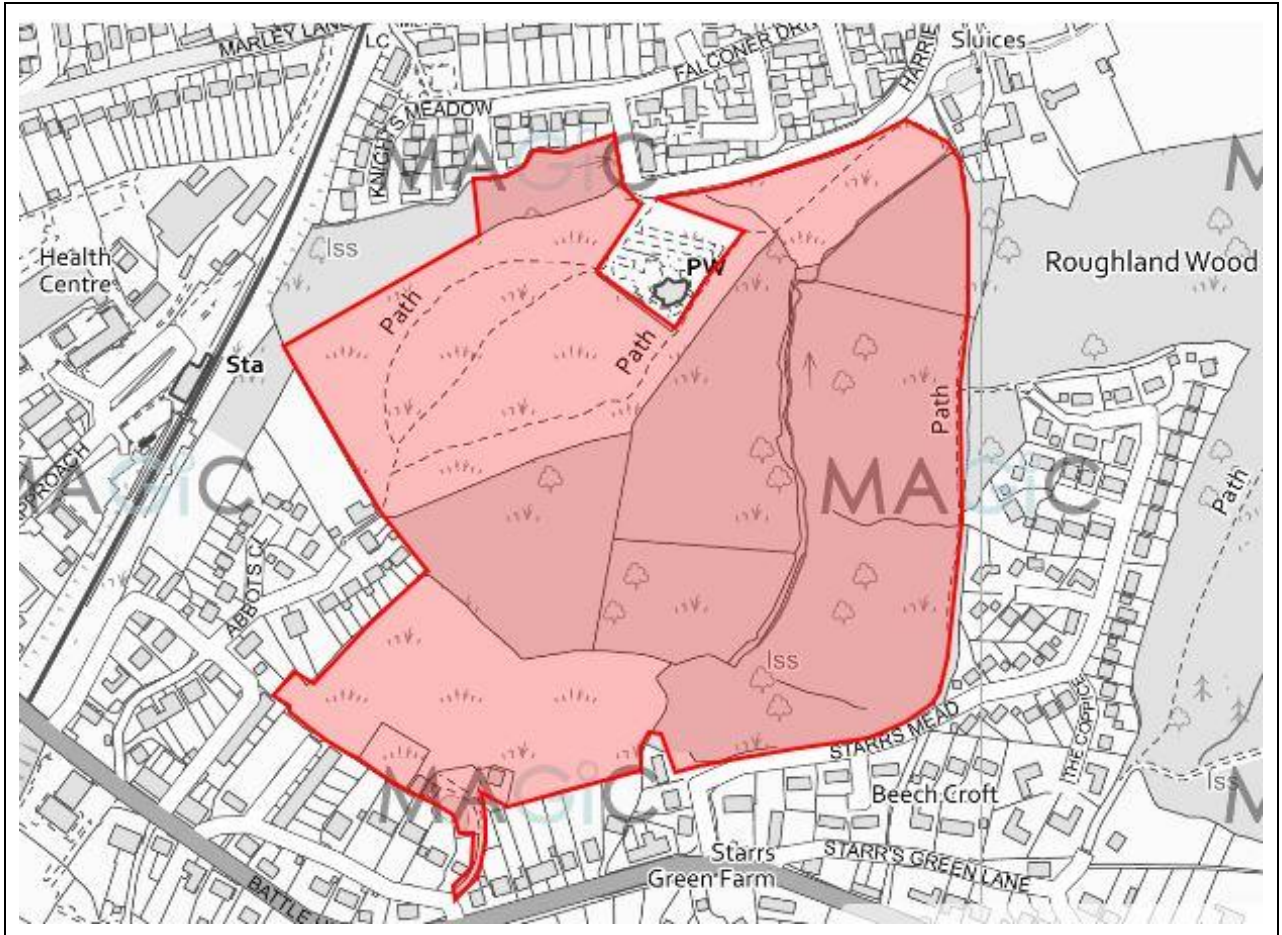 MARLEY LANE
LC
FALCONER DRI
HARRIE
Sluices
KNIGHTS MEADOW
MAGiC
M
Iss
Health
Centre
PW
Roughland Wood
Path
Path
Sta
Path
MAGiC
MAGiC
Path
PPROACH
ABBOTS CL
Iss
STARRS MEAD
THE COPPICE
Iss
MAGiC
M
Beech Croft
Starrs
Green Farm
STARR'S GREEN LANE
BATTLE